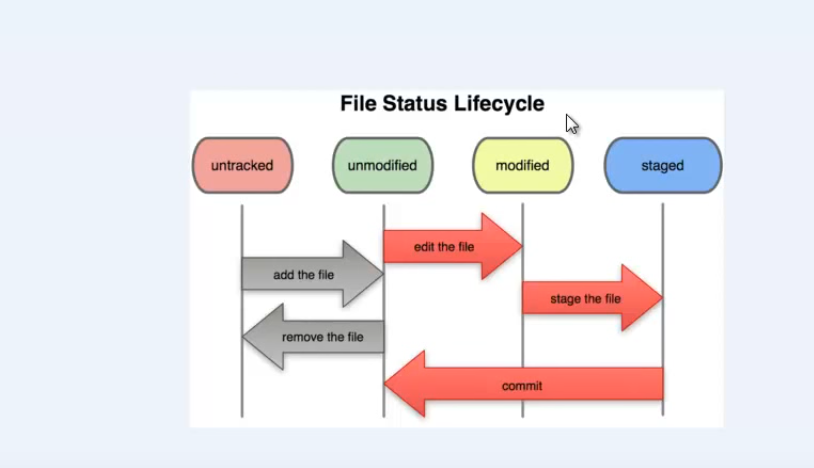 File Status Lifecycle
untracked
unmodified
modified
staged
edit the file
add the file
stage the file
remove the file
commit